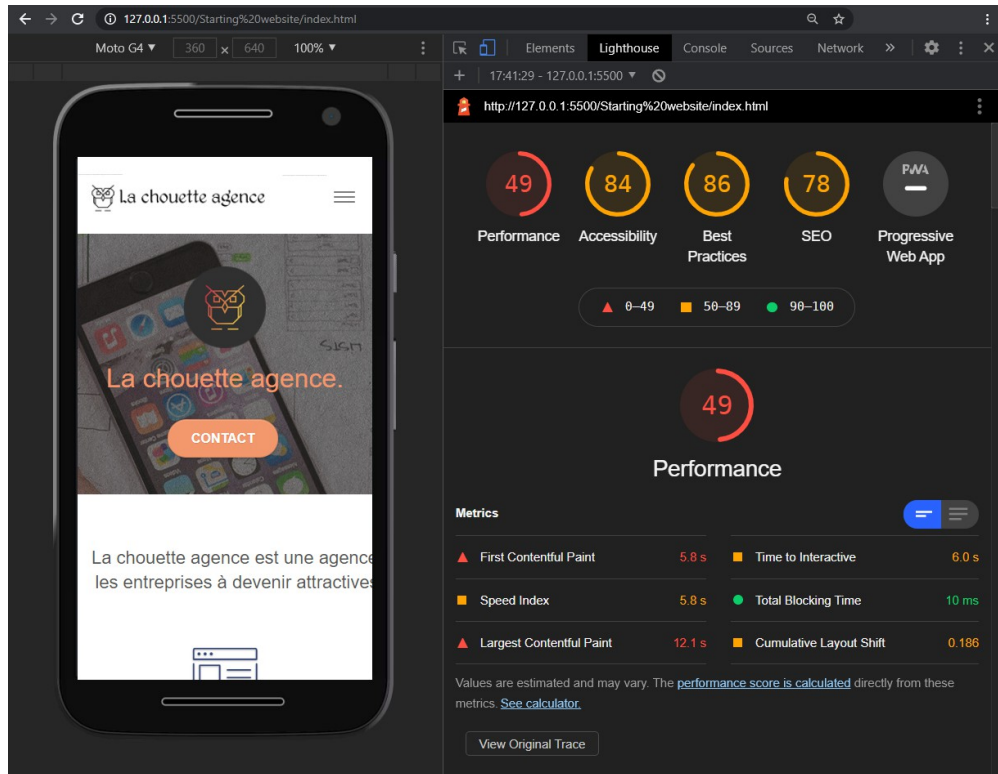 127.0.0.1:5500/Starting%20website/index.html
Moto G4 ▼ 360 x 640 100% ▼
Elements Lighthouse Console Sources Network »
+ 17:41:29 - 127.0.0.1:5500 ▼
http://127.0.0.1:5500/Starting%20website/index.html
La chouette agence
La chouette agence.
CONTACT
La chouette agence est une agence
les entreprises à devenir attractives
49 84 86 78 PWA
Performance Accessibility Best Practices SEO Progressive Web App
0–49 50–89 90–100
49
Performance
Metrics
First Contentful Paint 5.8 s Time to Interactive 6.0 s
Speed Index 5.8 s Total Blocking Time 10 ms
Largest Contentful Paint 12.1 s Cumulative Layout Shift 0.186
Values are estimated and may vary. The performance score is calculated directly from these
metrics. See calculator.
View Original Trace